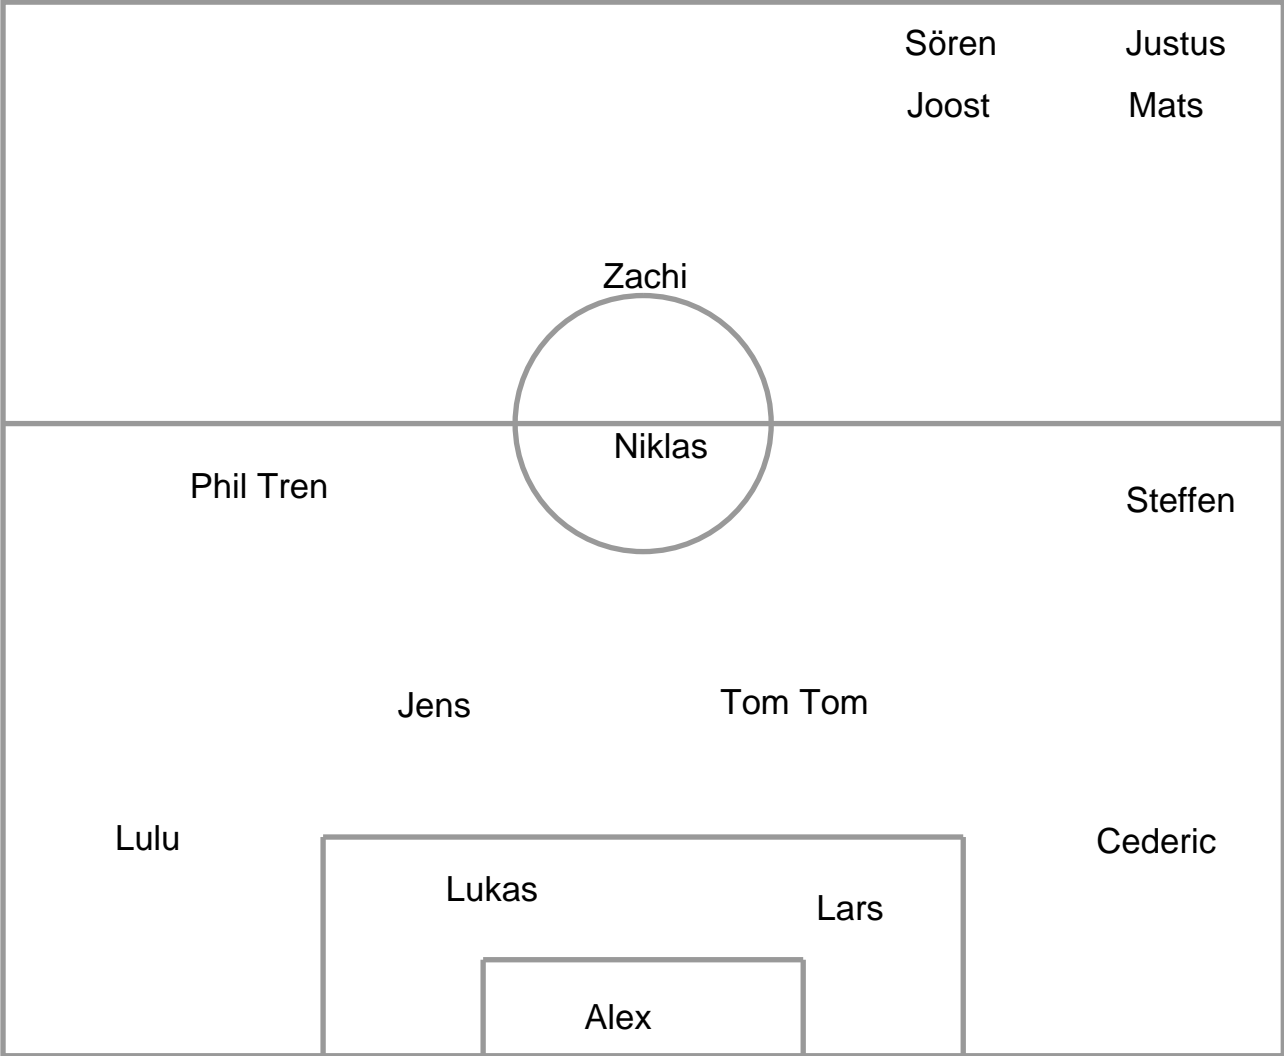 Sören Justus
Joost Mats
Zachi
Niklas
Phil Tren Steffen
Jens Tom Tom
Lulu Cederic
Lukas Lars
Alex